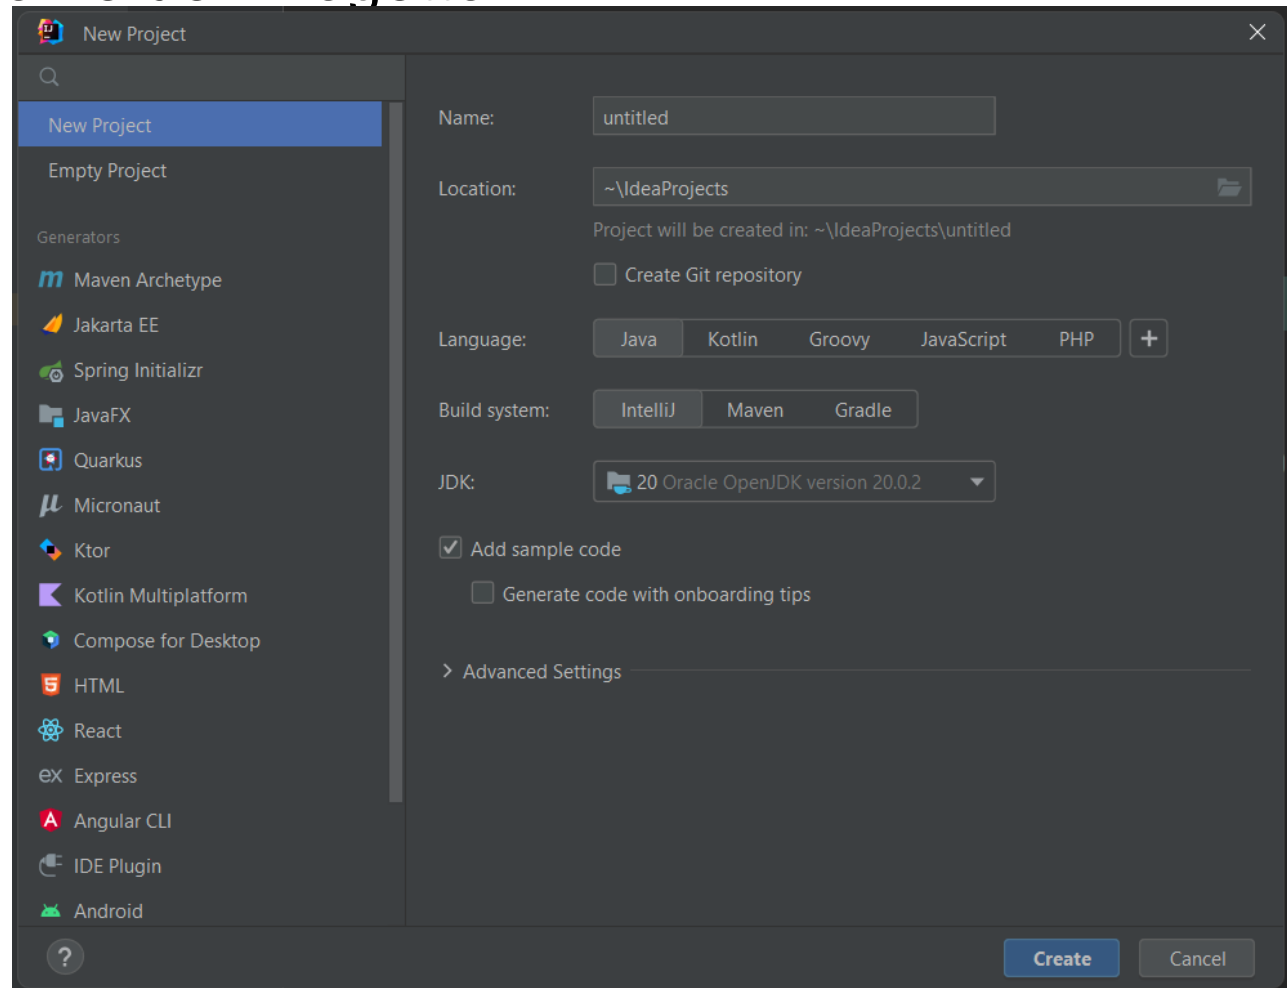 New Project
New Project
Empty Project
Generators
Maven Archetype
Jakarta EE
Spring Initializr
JavaFX
Quarkus
Micronaut
Ktor
Kotlin Multiplatform
Compose for Desktop
HTML
React
ex Express
Angular CLI
IDE Plugin
Android
Name: untitled
Location: ~\IdeaProjects
Project will be created in: ~\IdeaProjects\untitled
Create Git repository
Language: Java Kotlin Groovy JavaScript PHP +
Build system: IntelliJ Maven Gradle
JDK: 20 Oracle OpenJDK version 20.0.2
Add sample code
Generate code with onboarding tips
Advanced Settings
? Create Cancel